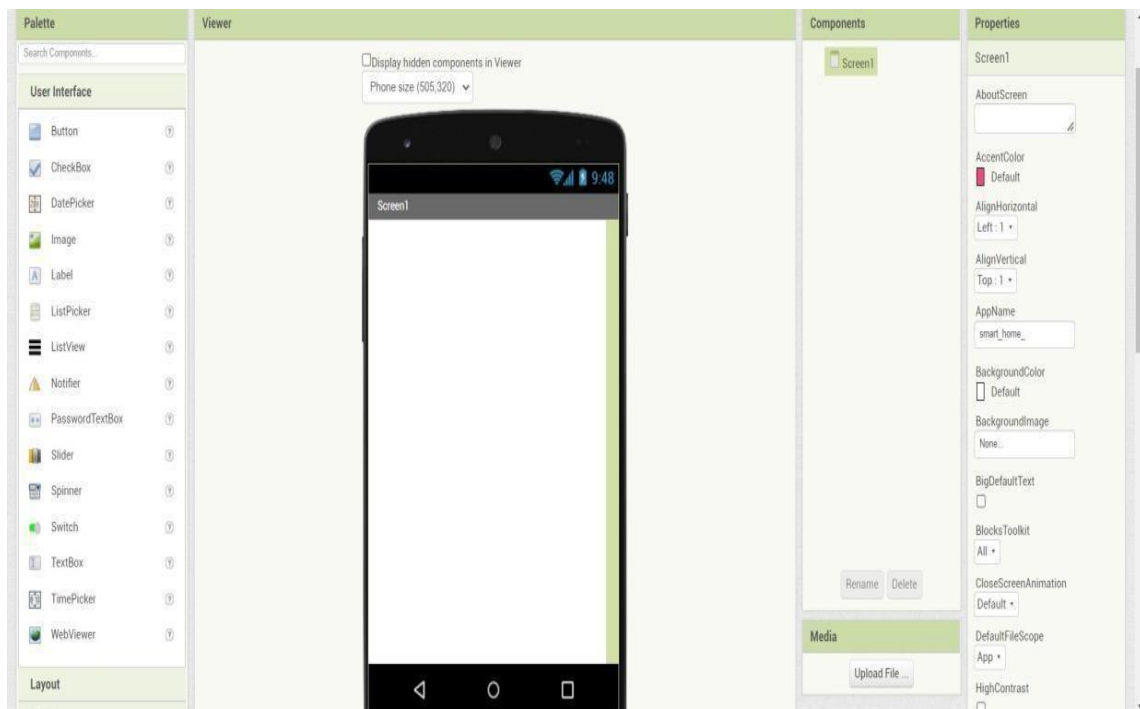 Palette
Search Components...
User Interface
Button
CheckBox
DatePicker
Image
Label
ListPicker
ListView
Notifier
PasswordTextBox
Slider
Spinner
Switch
TextBox
TimePicker
WebViewer
Layout
Viewer
Display hidden components in Viewer
Phone size (505,320)
9:48
Screen1
Components
Screen1
Rename Delete
Media
Upload File ...
Properties
Screen1
AboutScreen
AccentColor
Default
AlignHorizontal
Left : 1
AlignVertical
Top : 1
AppName
smart_home_
BackgroundColor
Default
BackgroundImage
None...
BigDefaultText
BlocksToolkit
All
CloseScreenAnimation
Default
DefaultFileScope
App
HighContrast